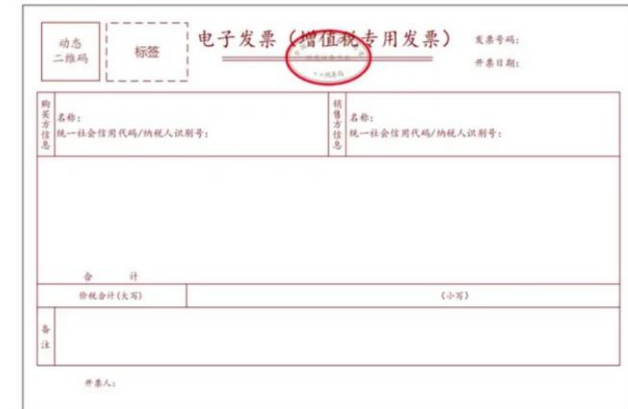 动态
二维码
标签
电子发票（增值税专用发票）
发票号码：
开票日期：
购买方信息
名称：
统一社会信用代码/纳税人识别号：
销售方信息
名称：
统一社会信用代码/纳税人识别号：
合 计
价税合计(大写)
(小写)
备注
开票人：